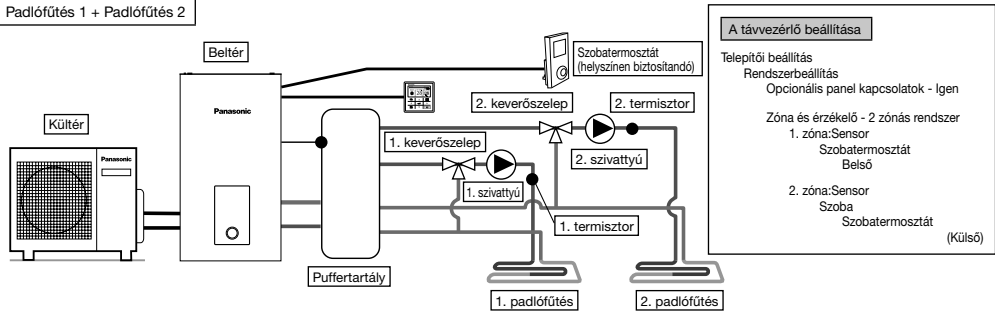 Padlófűtés 1 + Padlófűtés 2
Beltér
Panasonic
Kültér
Panasonic
Szobatermosztát
(helyszínen biztosítandó)
2. keverőszelep
2. termisztor
1. keverőszelep
2. szivattyú
1. szivattyú
1. termisztor
Puffertartály
1. padlófűtés
2. padlófűtés
A távvezérlő beállítása
Telepítői beállítás
Rendszerbeállítás
Opcionális panel kapcsolatok - Igen
Zóna és érzékelő - 2 zónás rendszer
1. zóna:Sensor
Szobatermosztát
Belső
2. zóna:Sensor
Szoba
Szobatermosztát
(Külső)